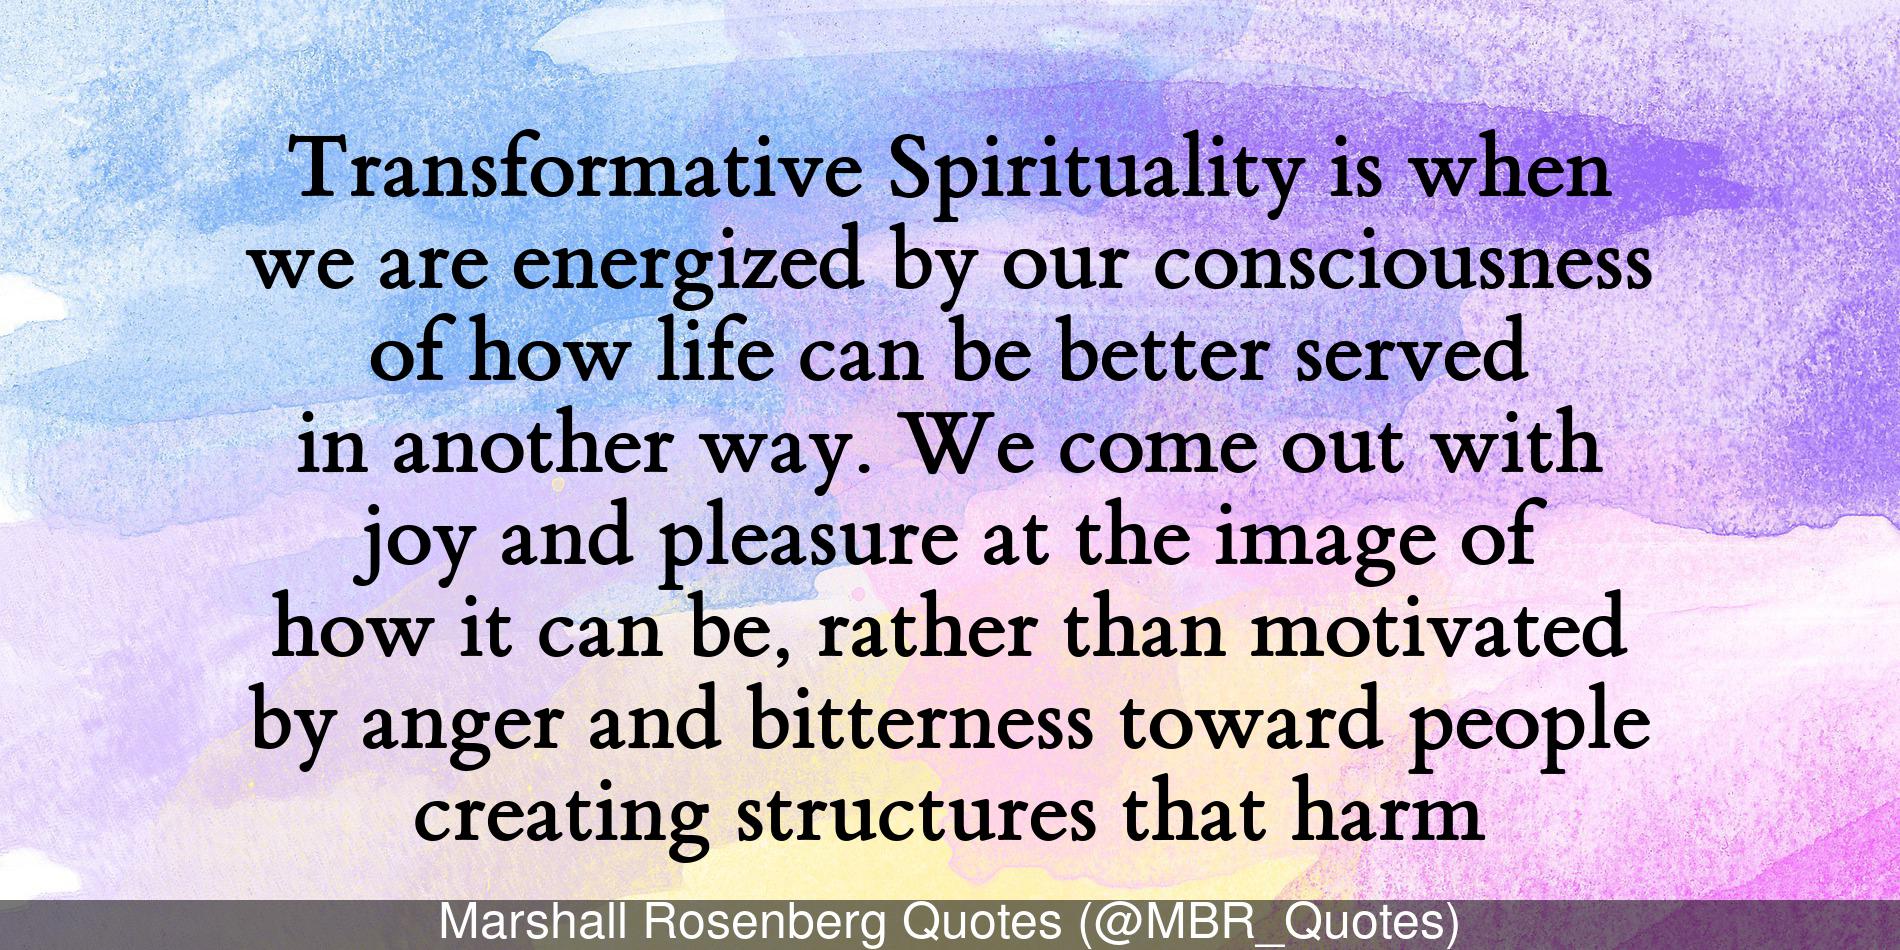 Transformative Spirituality is when
we are energized by our consciousness
of how life can be better served
in another way. We come out with
joy and pleasure at the image of
how it can be, rather than motivated
by anger and bitterness toward people
creating structures that harm
Marshall Rosenberg Quotes (@MBR_Quotes)